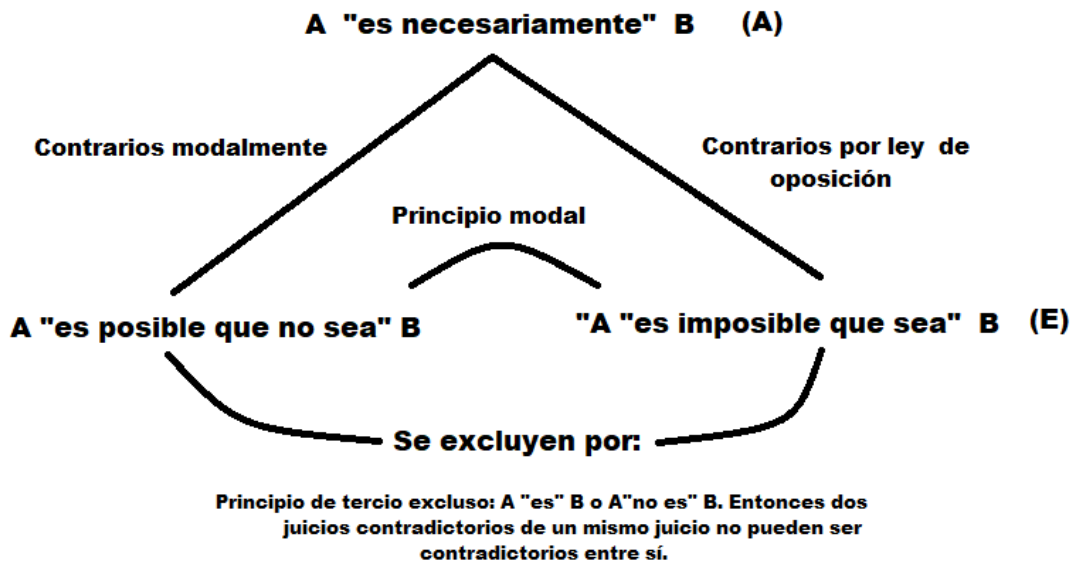 A "es necesariamente" B (A)
Contrarios modalmente
Contrarios por ley de
oposición
Principio modal
A "es posible que no sea" B
"A "es imposible que sea" B (E)
Se excluyen por:
Principio de tercio excluso: A "es" B o A"no es" B. Entonces dos
juicios contradictorios de un mismo juicio no pueden ser
contradictorios entre sí.